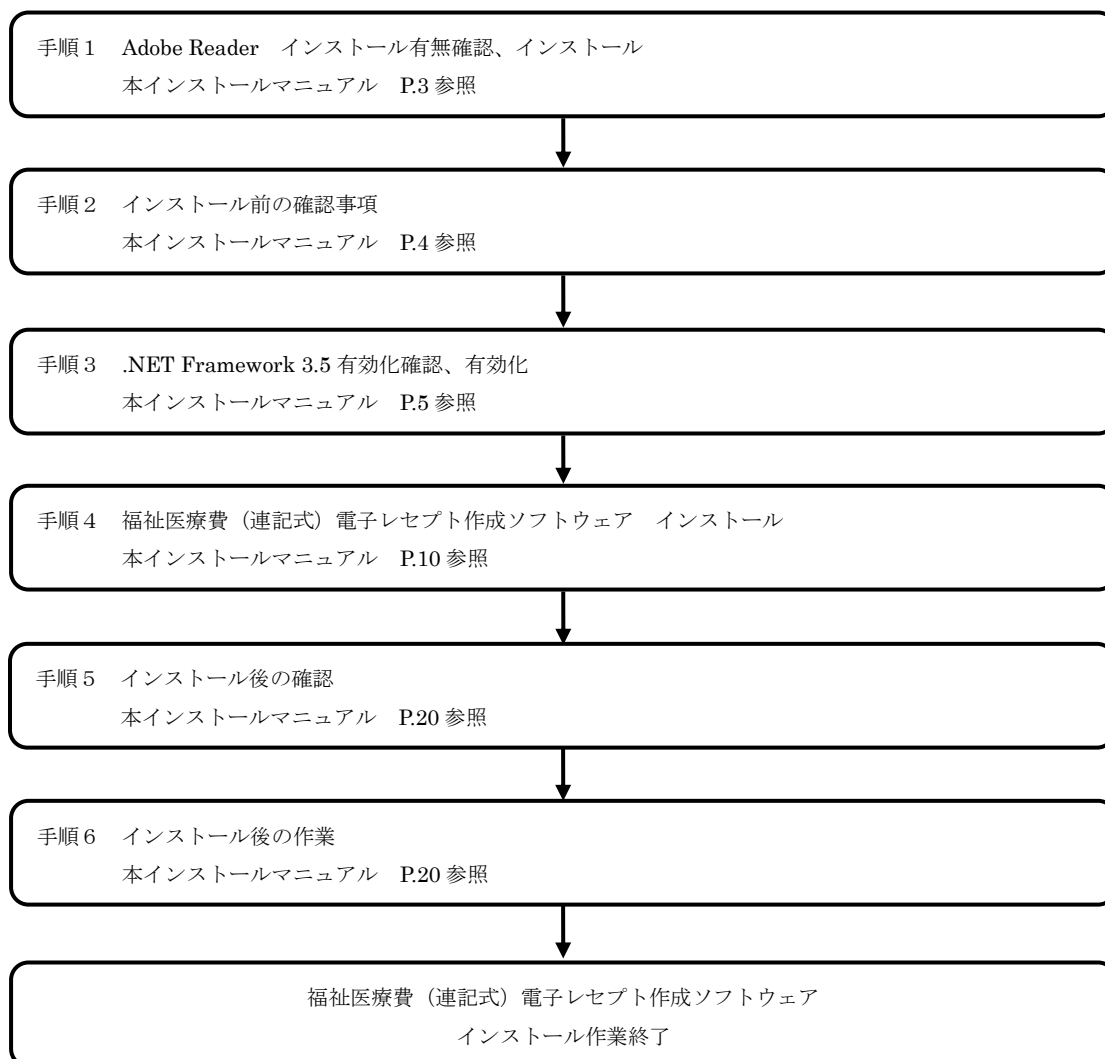 手順１　Adobe Reader　インストール有無確認、インストール
本インストールマニュアル　P.3 参照
手順２　インストール前の確認事項
本インストールマニュアル　P.4 参照
手順３　.NET Framework 3.5 有効化確認、有効化
本インストールマニュアル　P.5 参照
手順４　福祉医療費（連記式）電子レセプト作成ソフトウェア　インストール
本インストールマニュアル　P.10 参照
手順５　インストール後の確認
本インストールマニュアル　P.20 参照
手順６　インストール後の作業
本インストールマニュアル　P.20 参照
福祉医療費（連記式）電子レセプト作成ソフトウェア
インストール作業終了